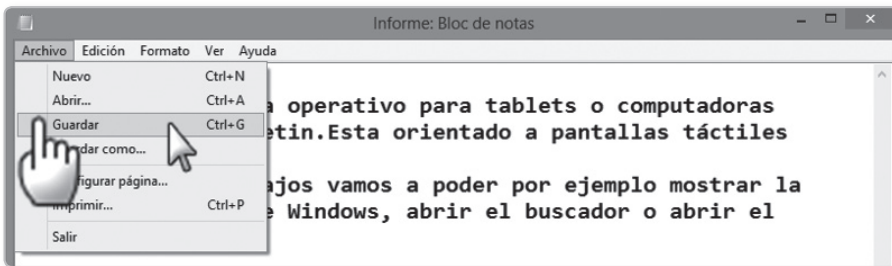 Informe: Bloc de notas
Archivo Edición Formato Ver Ayuda
Nuevo Ctrl+N
Abrir... Ctrl+A
Guardar Ctrl+G
dar como...
figurar página...
rimir... Ctrl+P
Salir
a operativo para tablets o computadoras
etin.Esta orientado a pantallas táctiles
ajos vamos a poder por ejemplo mostrar la
e Windows, abrir el buscador o abrir el